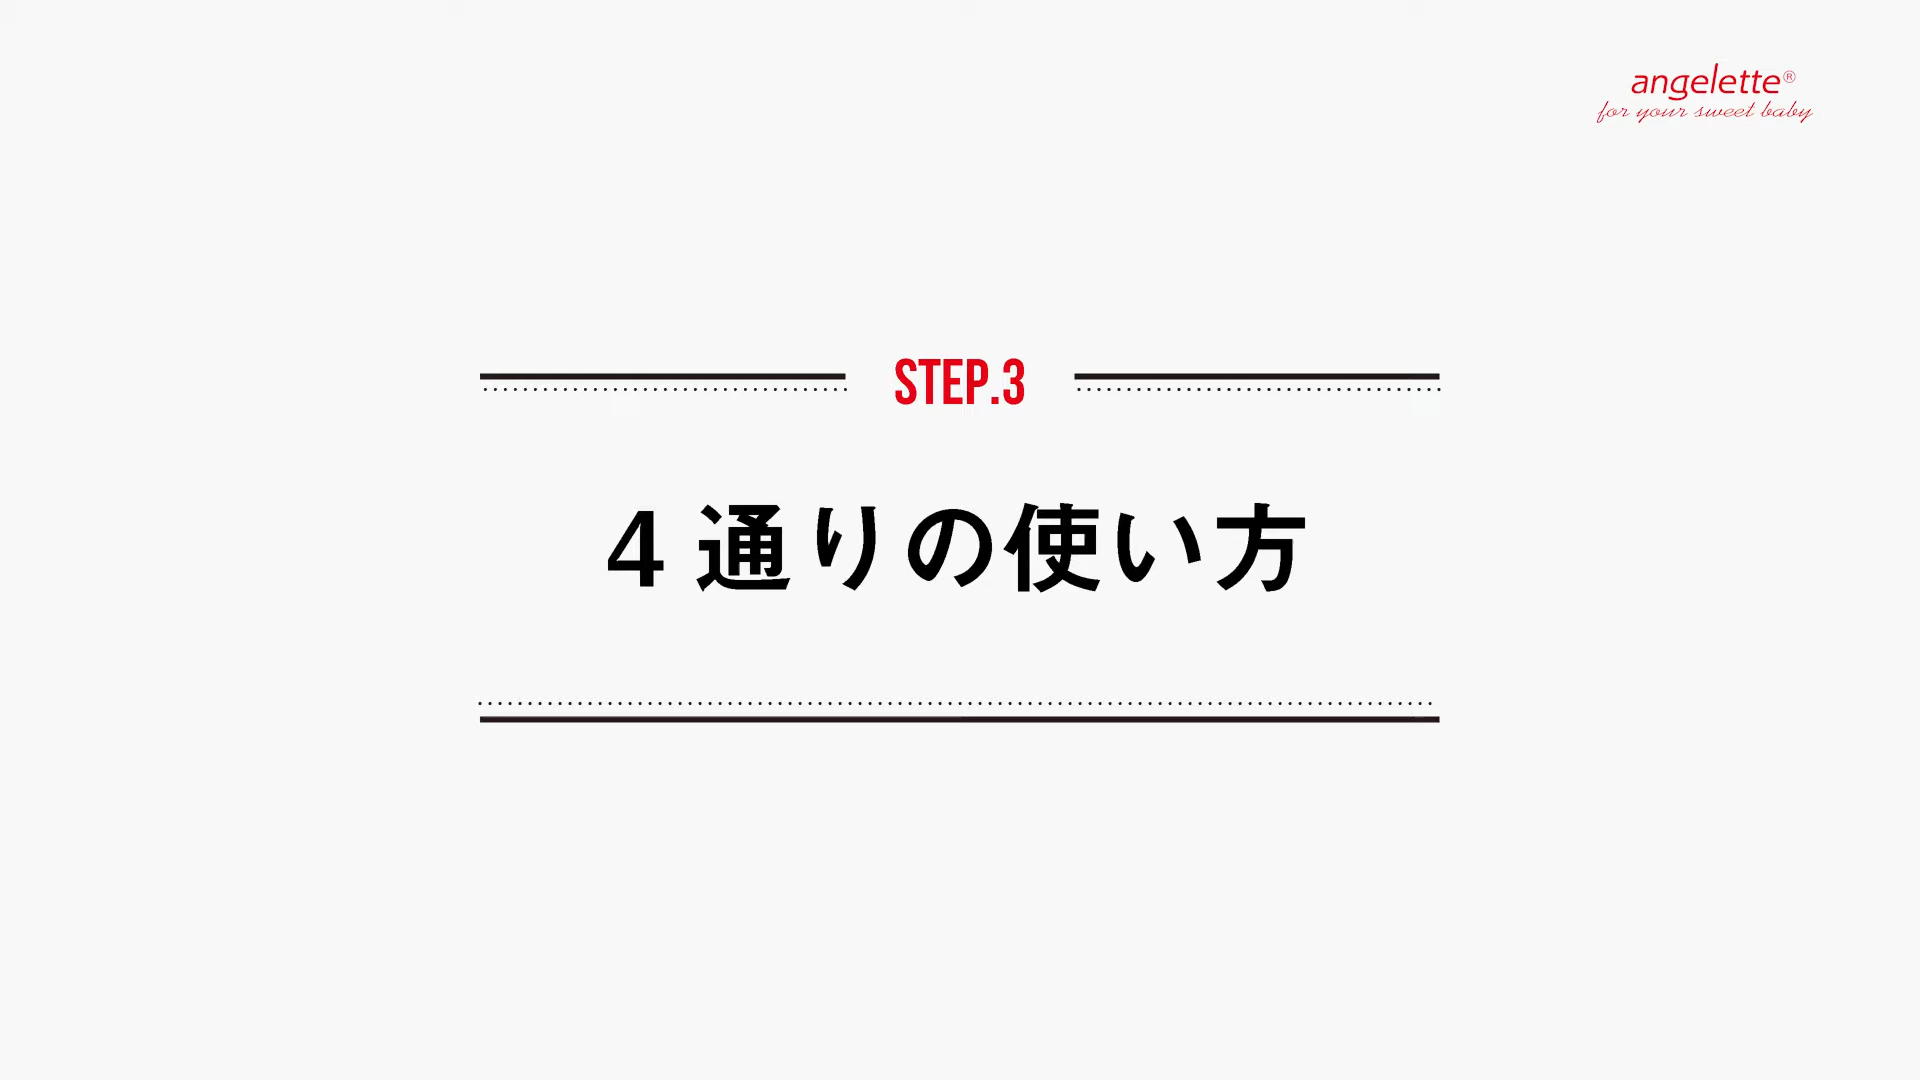 angelette®
for your sweet baby
STEP.3
4通りの使い方